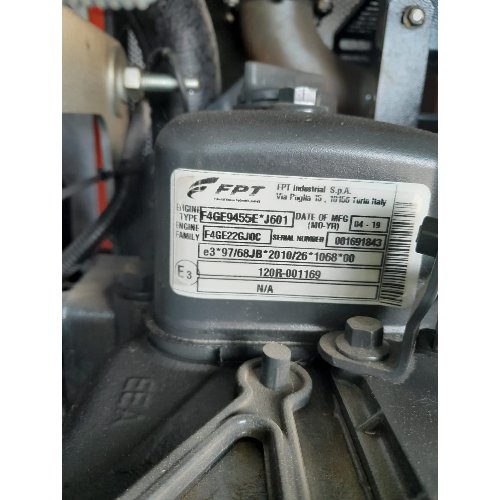 FPT
FPT Industrial S.p.A.
Via Puglia 15 , 10156 Turin Italy
ENGINE TYPE F4GE9455E*J601 DATE OF MFG (MO-YR) 04 - 19
ENGINE FAMILY F4GE22GJ0C SERIAL NUMBER 001691843
e3*97/68JB*2010/26*1068*00
E3 120R-001169
N/A
EEA